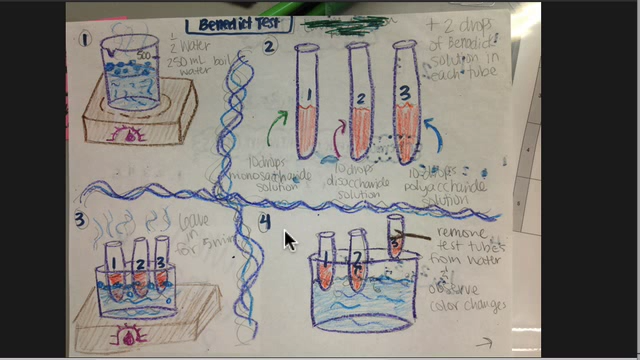 Benedict Test
1
500
1/2 water
250 mL boil
water
2
+ 2 drops
of Benedict
solution in
each tube
1
2
3
10 drops
monosaccharide
solution
10 drops
disaccharide
solution
10 drops
polysaccharide
solution
3
Leave
in
for 5 min
1 2 3
4
1
2
3
remove
test tubes
from water
observe
color changes